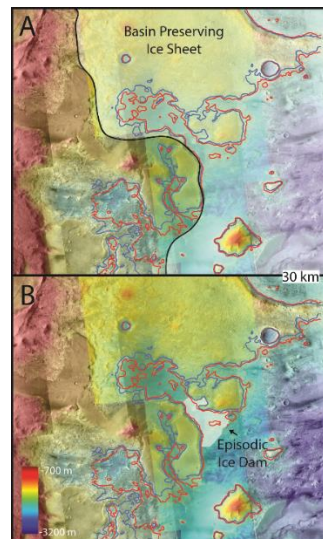 A
Basin Preserving
Ice Sheet
30 km
B
Episodic
Ice Dam
-700 m
-3200 m